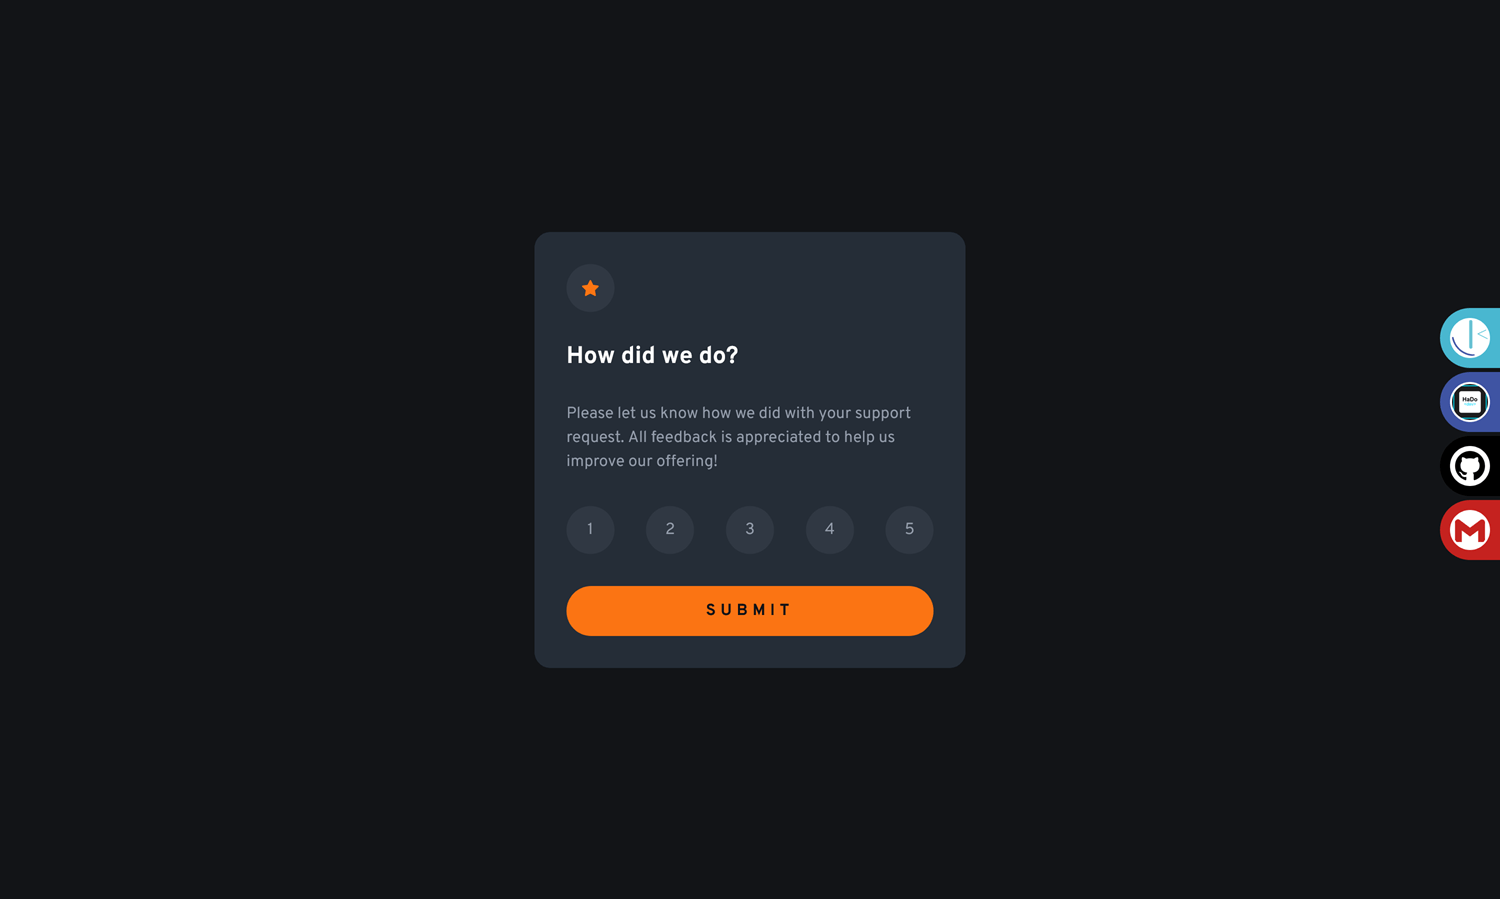 How did we do?
Please let us know how we did with your support
request. All feedback is appreciated to help us
improve our offering!
1 2 3 4 5
SUBMIT
HaDo